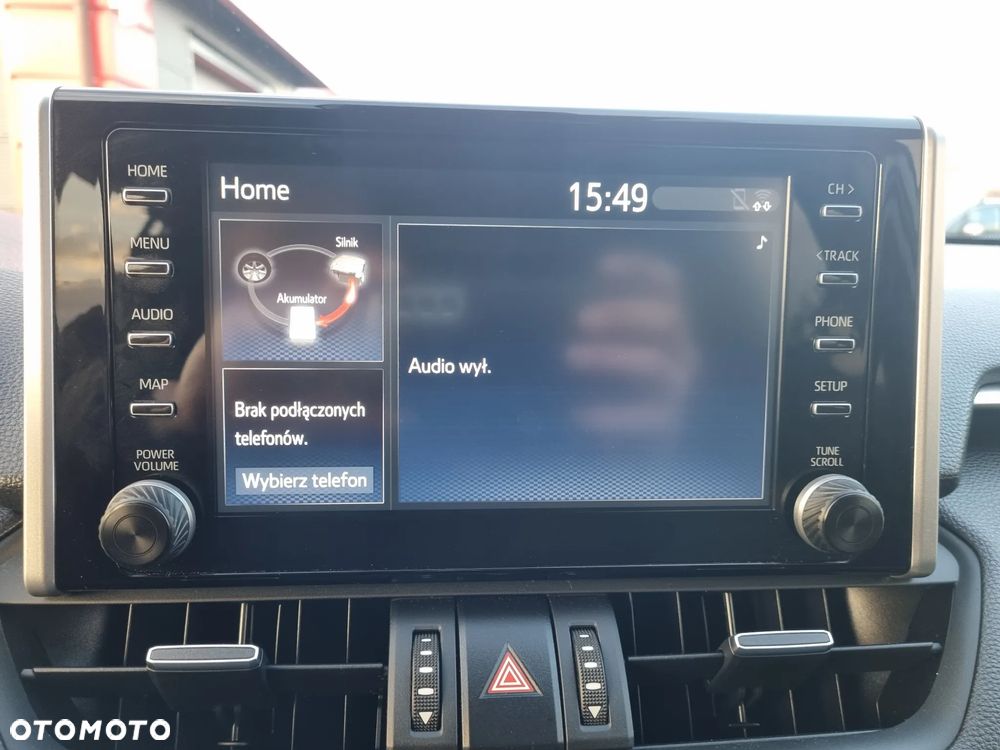 HOME
MENU
AUDIO
MAP
POWER
VOLUME
Home
15:49
Silnik
Akumulator
Brak podłączonych
telefonów.
Wybierz telefon
Audio wył.
CH >
< TRACK
PHONE
SETUP
TUNE
SCROLL
OTOMOTO